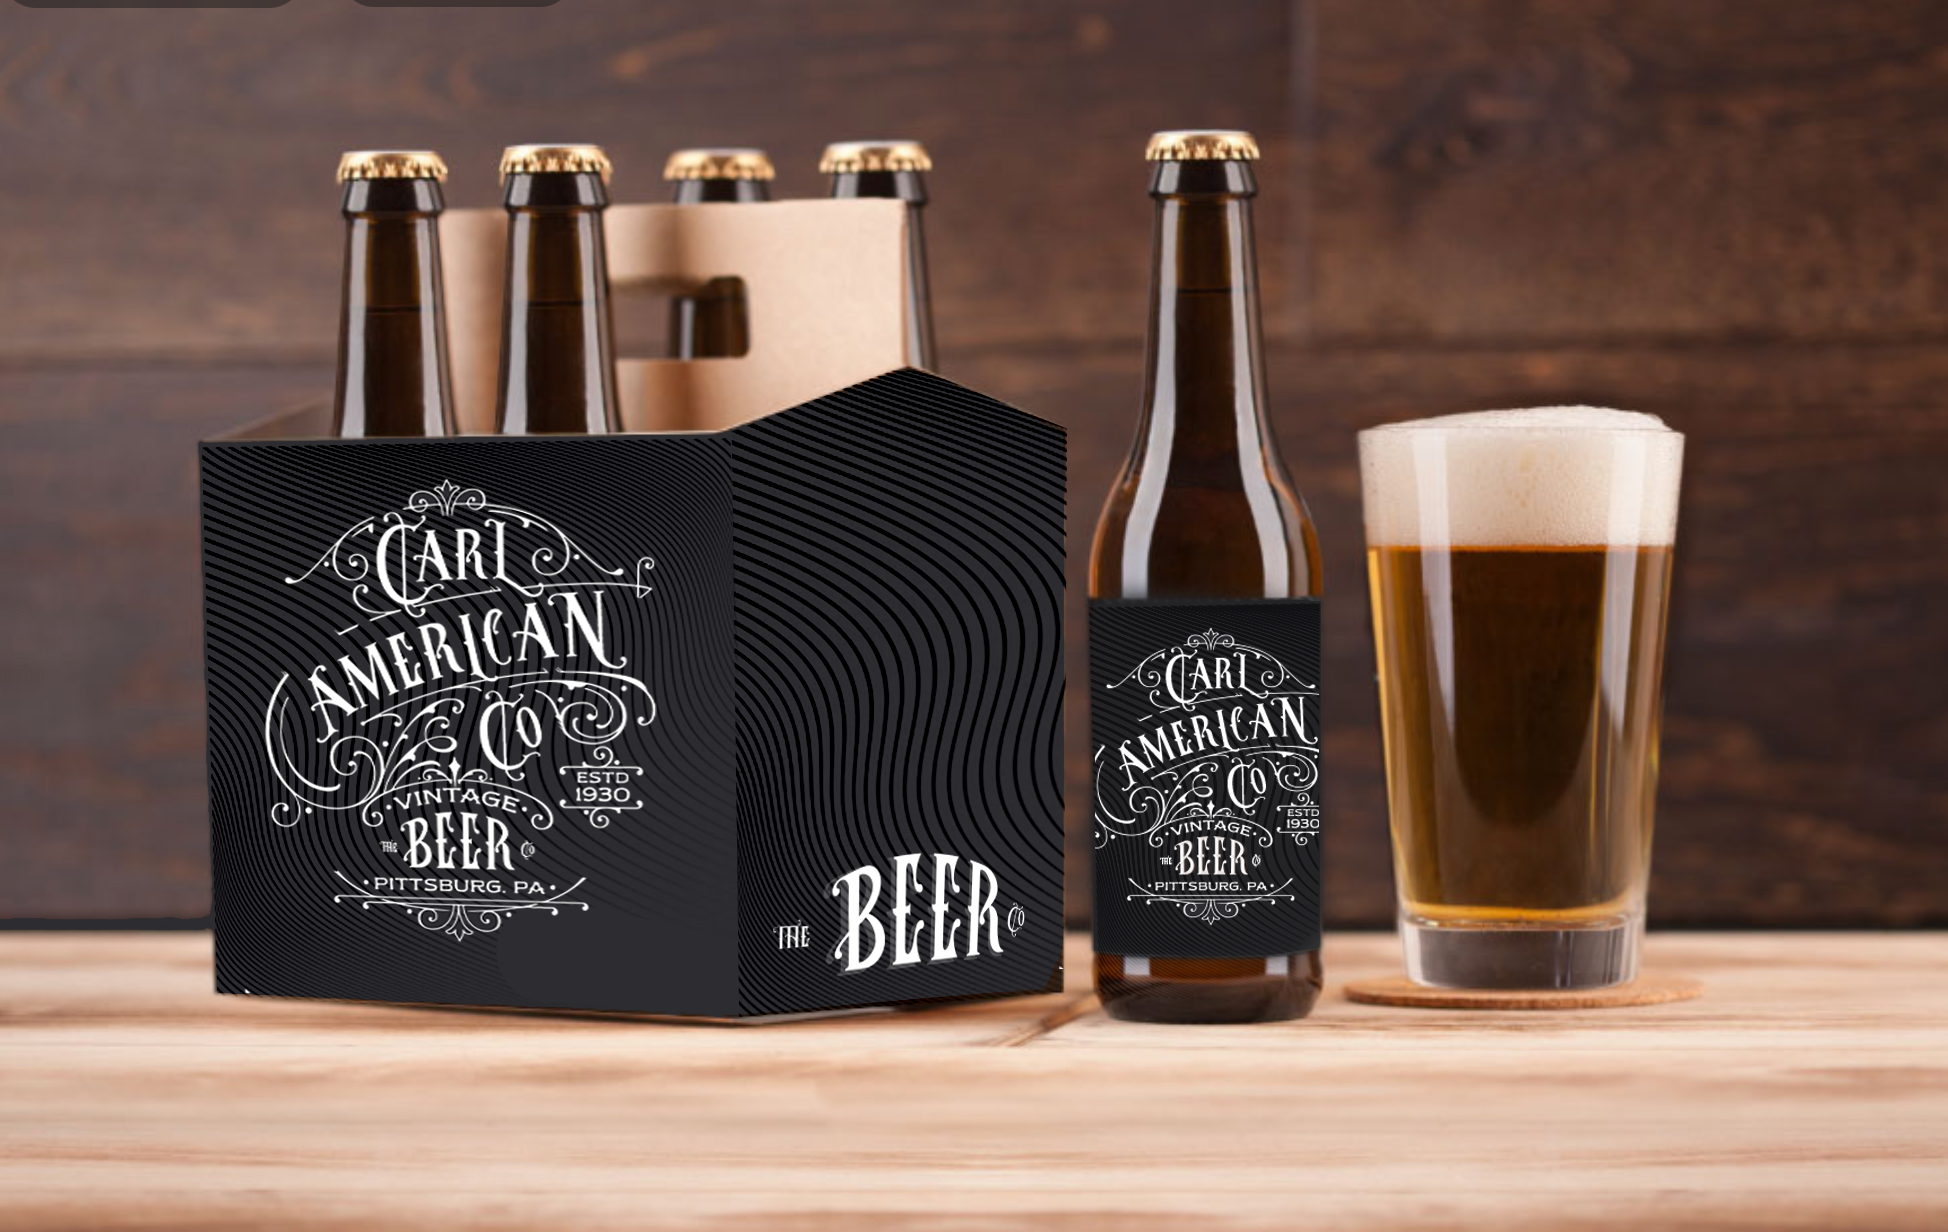 CARL
AMERICAN
CO
ESTD
1930
VINTAGE
THE BEER CO
PITTSBURG. PA
THE BEER CO
CARL
AMERICAN
CO
ESTD
1930
VINTAGE
THE BEER CO
PITTSBURG. PA